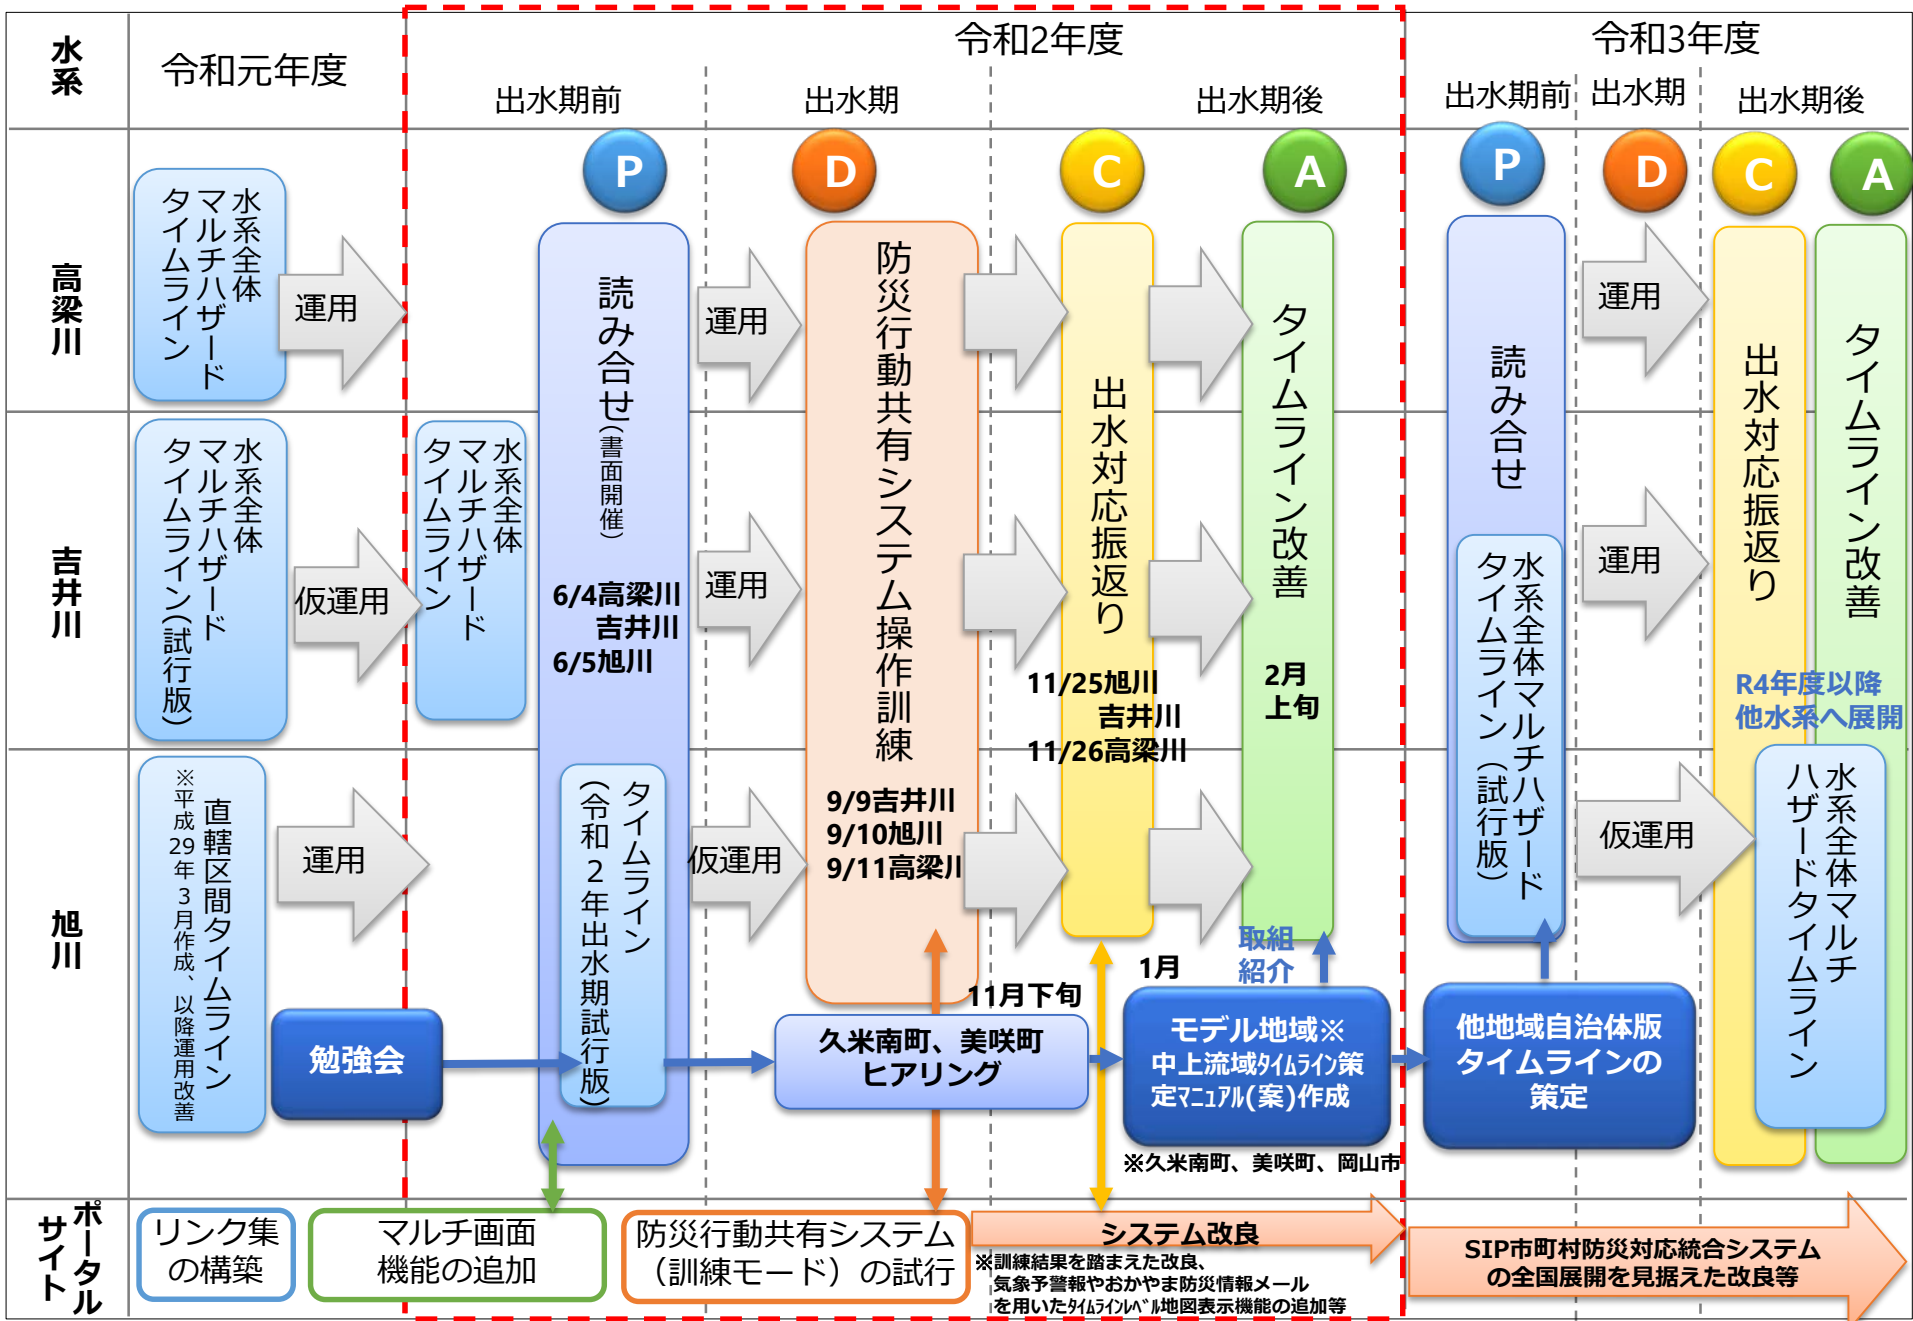 水系
令和元年度
令和2年度
令和3年度
出水期前
出水期
出水期後
出水期前
出水期
出水期後
P
D
C
A
P
D
C
A
高梁川
水系全体
マルチハザード
タイムライン
運用
読み合せ(書面開催)
6/4高梁川
吉井川
6/5旭川
運用
防災行動共有システム操作訓練
9/9吉井川
9/10旭川
9/11高梁川
出水対応振返り
11/25旭川
吉井川
11/26高梁川
タイムライン改善
2月
上旬
読み合せ
運用
出水対応振返り
タイムライン改善
吉井川
水系全体
マルチハザード
タイムライン(試行版)
仮運用
水系全体
マルチハザード
タイムライン
運用
水系全体マルチハザード
タイムライン(試行版)
運用
R4年度以降
他水系へ展開
旭川
直轄区間タイムライン
※平成29年3月作成、以降運用改善
運用
勉強会
タイムライン
(令和2年出水期試行版)
仮運用
11月下旬
久米南町、美咲町
ヒアリング
1月
取組
紹介
モデル地域※
中上流域ﾀｲﾑﾗｲﾝ策
定ﾏﾆｭｱﾙ(案)作成
※久米南町、美咲町、岡山市
他地域自治体版
タイムラインの
策定
仮運用
水系全体マルチ
ハザードタイムライン
ポータル
サイト
リンク集
の構築
マルチ画面
機能の追加
防災行動共有システム
（訓練モード）の試行
システム改良
※訓練結果を踏まえた改良、
気象予警報やおかやま防災情報メール
を用いたﾀｲﾑﾗｲﾝﾚﾍﾞﾙ地図表示機能の追加等
SIP市町村防災対応統合システム
の全国展開を見据えた改良等